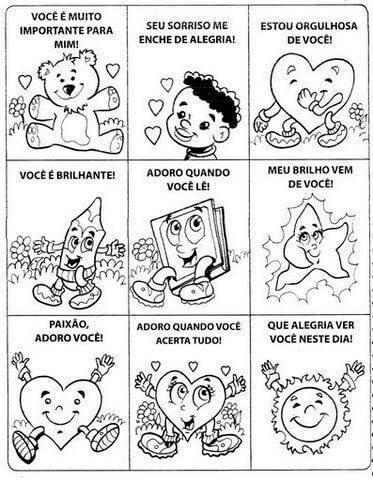 VOCÊ É MUITO
IMPORTANTE PARA
MIM!
SEU SORRISO ME
ENCHE DE ALEGRIA!
ESTOU ORGULHOSA
DE VOCÊ!
VOCÊ É BRILHANTE!
ADORO QUANDO
VOCÊ LÊ!
MEU BRILHO VEM
DE VOCÊ!
PAIXÃO,
ADORO VOCÊ!
ADORO QUANDO VOCÊ
ACERTA TUDO!
QUE ALEGRIA VER
VOCÊ NESTE DIA!